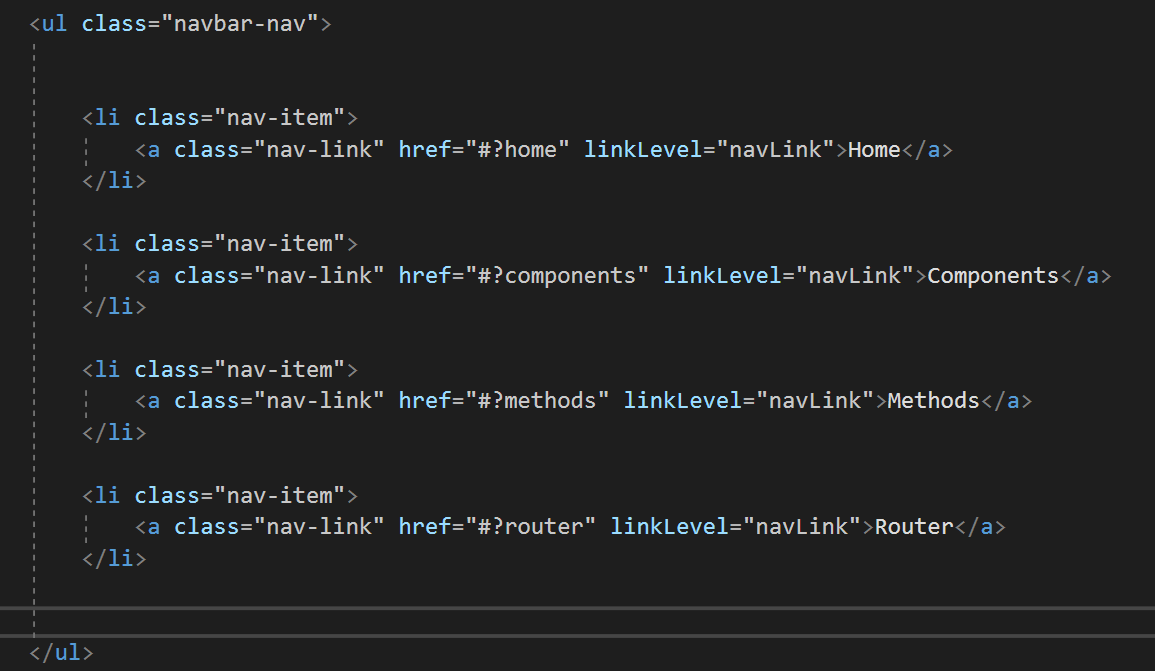 <ul class="navbar-nav">
<li class="nav-item">
<a class="nav-link" href="#?home" linkLevel="navLink">Home</a>
</li>
<li class="nav-item">
<a class="nav-link" href="#?components" linkLevel="navLink">Components</a>
</li>
<li class="nav-item">
<a class="nav-link" href="#?methods" linkLevel="navLink">Methods</a>
</li>
<li class="nav-item">
<a class="nav-link" href="#?router" linkLevel="navLink">Router</a>
</li>
</ul>